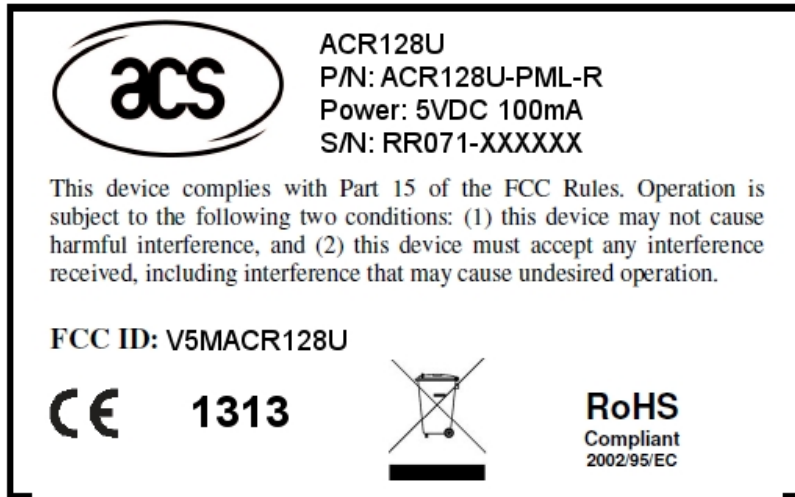 acs
ACR128U
P/N: ACR128U-PML-R
Power: 5VDC 100mA
S/N: RR071-XXXXXX
This device complies with Part 15 of the FCC Rules. Operation is
subject to the following two conditions: (1) this device may not cause
harmful interference, and (2) this device must accept any interference
received, including interference that may cause undesired operation.
FCC ID: V5MACR128U
CE 1313
RoHS
Compliant
2002/95/EC